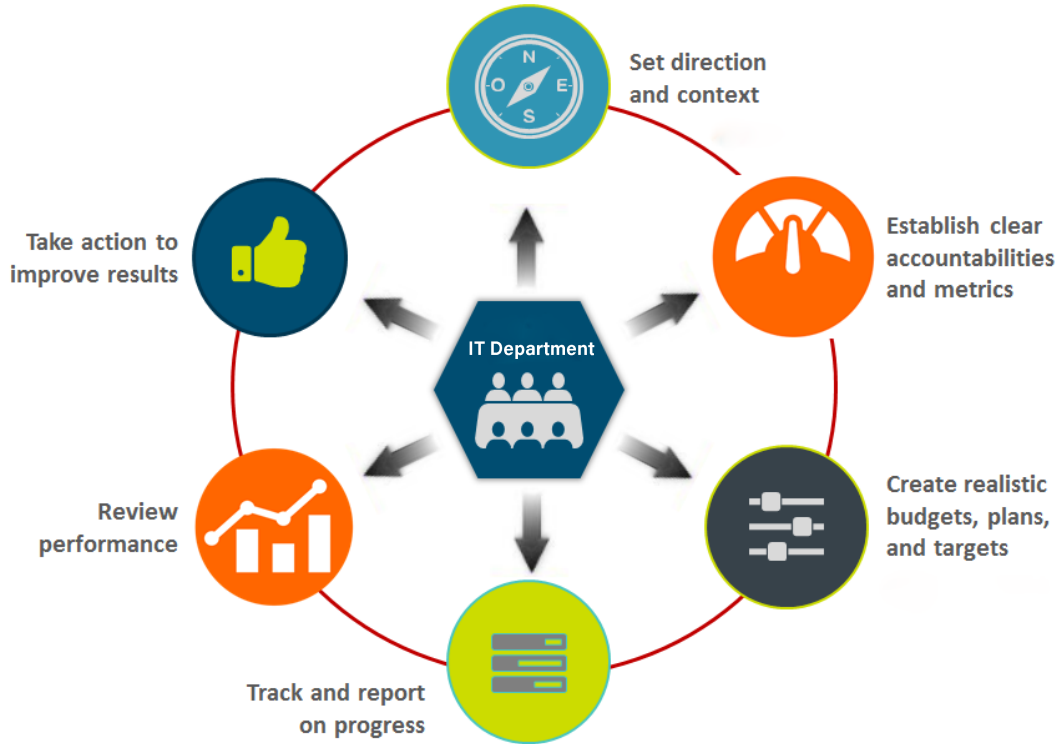 N
O
E
S
Set direction
and context
Establish clear
accountabilities
and metrics
Create realistic
budgets, plans,
and targets
Track and report
on progress
Review
performance
Take action to
improve results
IT Department